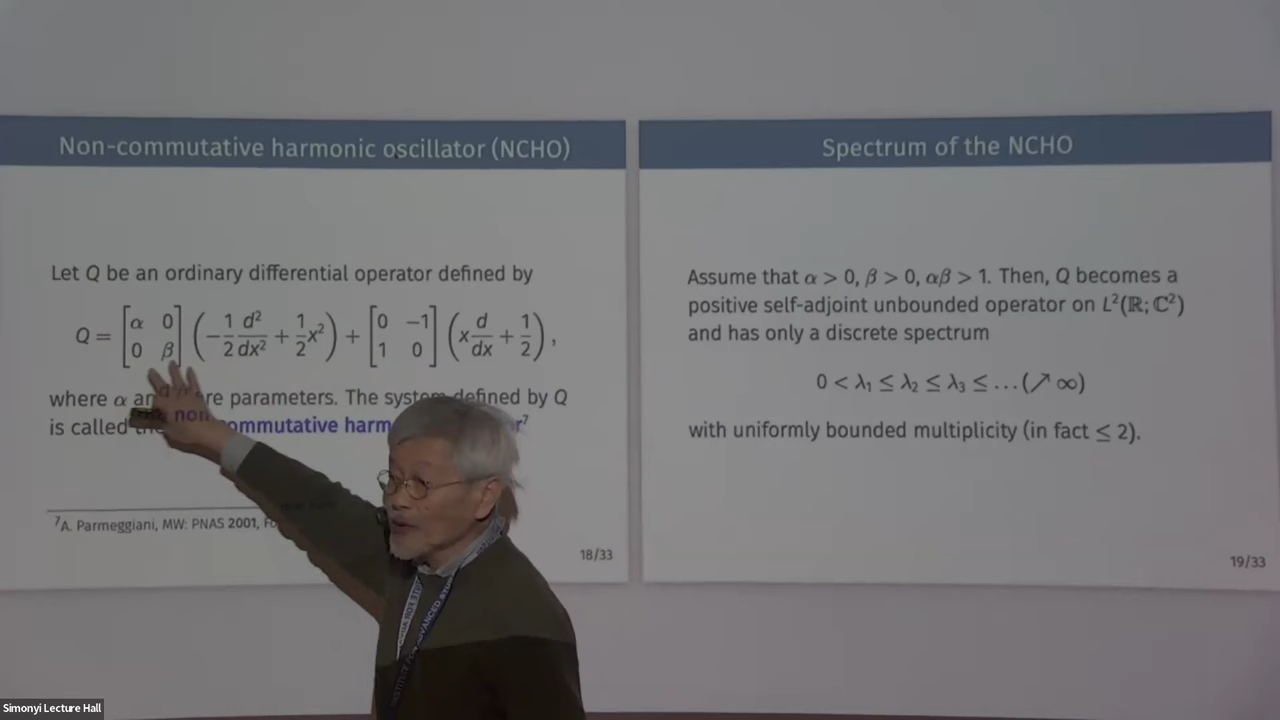 Non-commutative harmonic oscillator (NCHO)
Let Q be an ordinary differential operator defined by
Q = [α 0; 0 β] (−1/2 d²/dx² + 1/2 x²) + [0 −1; 1 0] (x d/dx + 1/2),
where α are parameters. The system defined by Q
is called
⁷A. Parmeggiani, MW: PNAS 2001,
18/33
Spectrum of the NCHO
Assume that α > 0, β > 0, αβ > 1. Then, Q becomes a
positive self-adjoint unbounded operator on L²(ℝ; ℂ²)
and has only a discrete spectrum
0 < λ₁ ≤ λ₂ ≤ λ₃ ≤ … (↗ ∞)
with uniformly bounded multiplicity (in fact ≤ 2).
19/33
Simonyi Lecture Hall